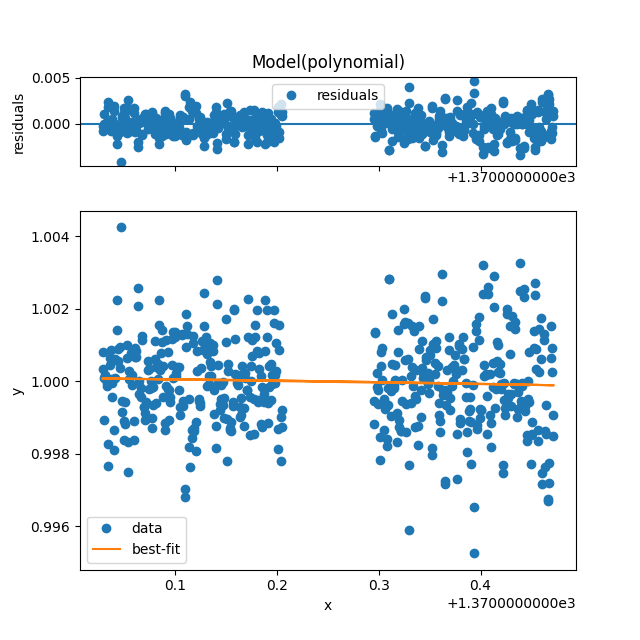 Model(polynomial)
0.005
0.000
residuals
residuals
+1.3700000000e3
1.004
1.002
1.000
0.998
0.996
y
data
best-fit
0.1 0.2 0.3 0.4
x
+1.3700000000e3